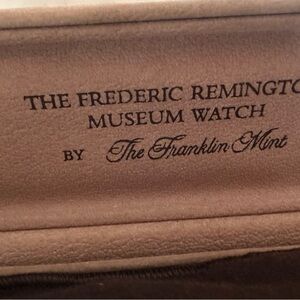 THE FREDERIC REMINGTO
MUSEUM WATCH
BY The Franklin Mint